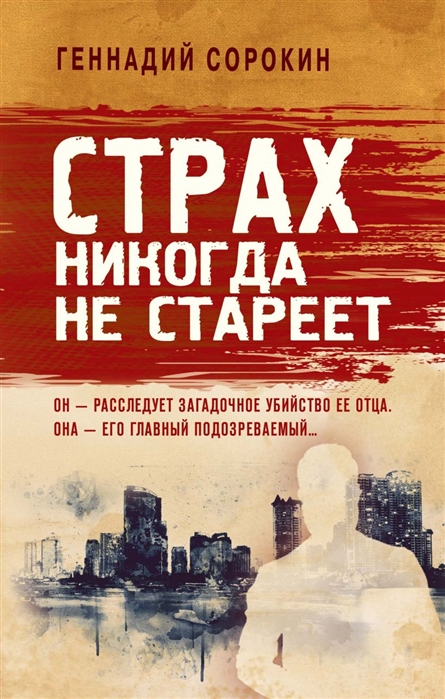 ГЕННАДИЙ СОРОКИН
СТРАХ
НИКОГДА
НЕ СТАРЕЕТ
ОН — РАССЛЕДУЕТ ЗАГАДОЧНОЕ УБИЙСТВО ЕЕ ОТЦА.
ОНА — ЕГО ГЛАВНЫЙ ПОДОЗРЕВАЕМЫЙ...